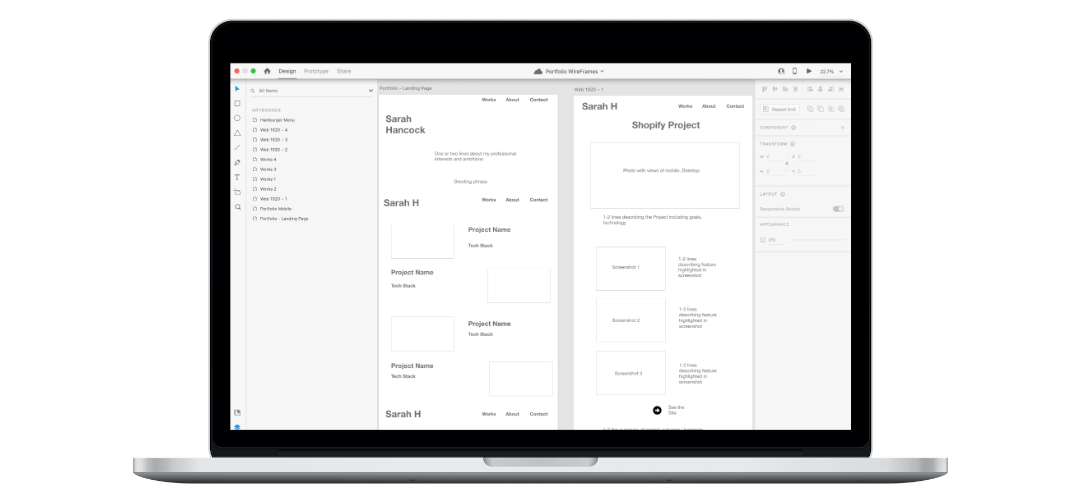 Design Prototype Share
Portfolio WireFrames
22.7%
All Items
ARTBOARDS
Hamburger Menu
Web 1920 – 4
Web 1920 – 3
Web 1920 – 2
Works 4
Works 3
Works 1
Works 2
Web 1920 – 1
Portfolio Mobile
Portfolio – Landing Page
Portfolio – Landing Page
Works About Contact
Sarah
Hancock
One or two lines about my professional
interests and ambitions
Greeting phrase
Sarah H
Works About Contact
Project Name
Tech Stack
Project Name
Tech Stack
Project Name
Tech Stack
Project Name
Tech Stack
Sarah H
Works About Contact
Web 1920 – 1
Sarah H
Works About Contact
Shopify Project
Photo with views of mobile, Desktop
1-2 lines describing the Project including goals,
technology
Screenshot 1
1-2 lines
describing feature
highlighted in
screenshot
Screenshot 2
1-2 lines
describing feature
highlighted in
screenshot
Screenshot 3
1-2 lines
describing feature
highlighted in
screenshot
See the
Site
Repeat Grid
COMPONENT
TRANSFORM
W 0 X 0
H 0 Y 0
LAYOUT
Responsive Resize
APPEARANCE
0%